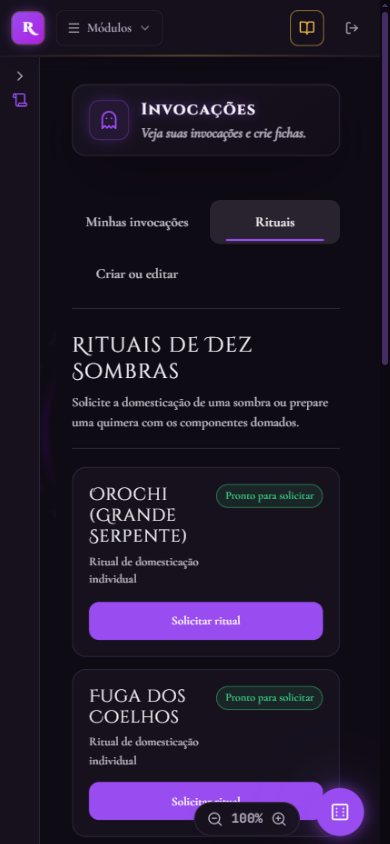 R
Módulos
Invocações
Veja suas invocações e crie fichas.
Minhas invocações
Rituais
Criar ou editar
Rituais de Dez
Sombras
Solicite a domesticação de uma sombra ou prepare
uma quimera com os componentes domados.
Orochi
(Grande
Serpente)
Pronto para solicitar
Ritual de domesticação
individual
Solicitar ritual
Fuga dos
Coelhos
Pronto para solicitar
Ritual de domesticação
individual
Solicitar ritual
100%